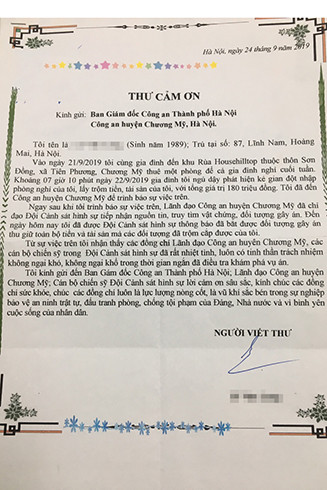 Hà Nội, ngày 24 tháng 9 năm 2019
THƯ CẢM ƠN
Kính gửi: Ban Giám đốc Công an Thành phố Hà Nội
Công an huyện Chương Mỹ, Hà Nội.
Tôi tên là (Sinh năm 1989); Trú tại số: 87, Lĩnh Nam, Hoàng
Mai, Hà Nội.
Vào ngày 21/9/2019 tôi cùng gia đình đến khu Rùa Househilltop thuộc thôn Sơn
Đồng, xã Tiên Phương, Chương Mỹ thuê một phòng để cả gia đình nghỉ cuối tuần.
Khoảng 07 giờ 10 phút ngày 22/9/2019 gia đình tôi ngủ dậy phát hiện kẻ gian đột nhập
phòng nghỉ của tôi, lấy trộm tiền, tài sản của tôi, với tổng giá trị 180 triệu đồng. Tôi đã đến
Công an huyện Chương Mỹ để trình báo sự việc trên.
Ngay sau khi tôi trình báo sự việc trên, Lãnh đạo Công an huyện Chương Mỹ đã chỉ
đạo Đội Cảnh sát hình sự tiếp nhận nguồn tin, truy tìm vật chứng, đối tượng gây án. Đến
ngày hôm nay tôi đã được Đội Cảnh sát hình sự thông báo đã bắt được đối tượng gây án
thu giữ toàn bộ tiền và tài sản mà các đối tượng đã trộm cắp được của tôi.
Từ sự việc trên tôi nhận thấy các đồng chí Lãnh đạo Công an huyện Chương Mỹ, các
cán bộ chiến sỹ trong Đội Cảnh sát hình sự đã rất nhiệt tình, luôn có tinh thần trách nhiệm
không ngại khó, không ngại khổ trong thời gian ngắn đã điều tra khám phá vụ án.
Tôi kính gửi đến Ban Giám đốc Công an Thành phố Hà Nội; Lãnh đạo Công an huyện
Chương Mỹ; Cán bộ chiến sỹ Đội Cảnh sát hình sự lời cảm ơn sâu sắc, kính chúc các đồng
chí sức khỏe, chúc các đồng chí luôn là lực lượng nòng cốt, là vũ khí sắc bén trong sự nghiệp
bảo vệ an ninh trật tự, đấu tranh phòng, chống tội phạm của Đảng, Nhà nước và vì bình yên
cuộc sống của nhân dân.
NGƯỜI VIẾT THƯ